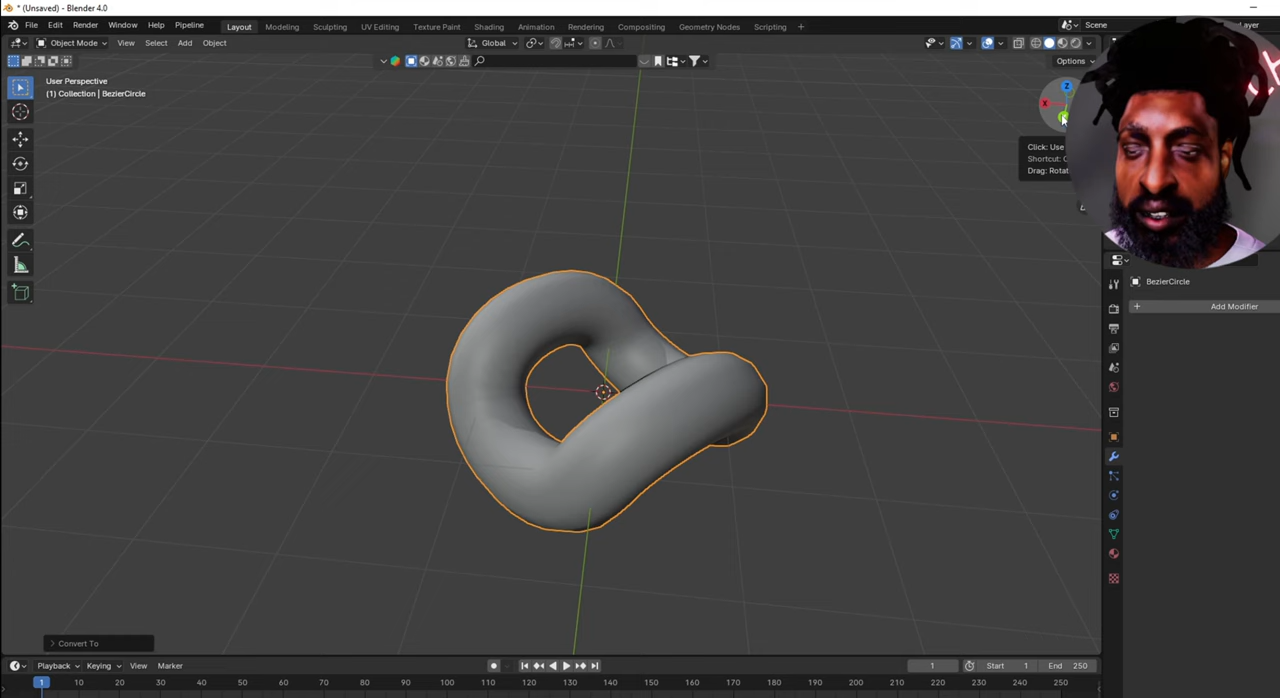 * (Unsaved) - Blender 4.0
File Edit Render Window Help Pipeline Layout Modeling Sculpting UV Editing Texture Paint Shading Animation Rendering Compositing Geometry Nodes Scripting + Scene Layer
Object Mode View Select Add Object Global
Options
User Perspective
(1) Collection | BezierCircle
X Z
Click: Use
Shortcut:
Drag: Rotat
BezierCircle
+ Add Modifier
> Convert To
Playback Keying View Marker 1 Start 1 End 250
1 10 20 30 40 50 60 70 80 90 100 110 120 130 140 150 160 170 180 190 200 210 220 230 240 250